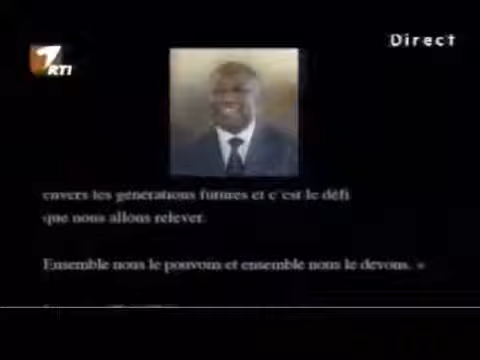 Direct
RTI
envers les générations futures et c'est le défi
que nous allons relever.
Ensemble nous le pouvons et ensemble nous le devons. »